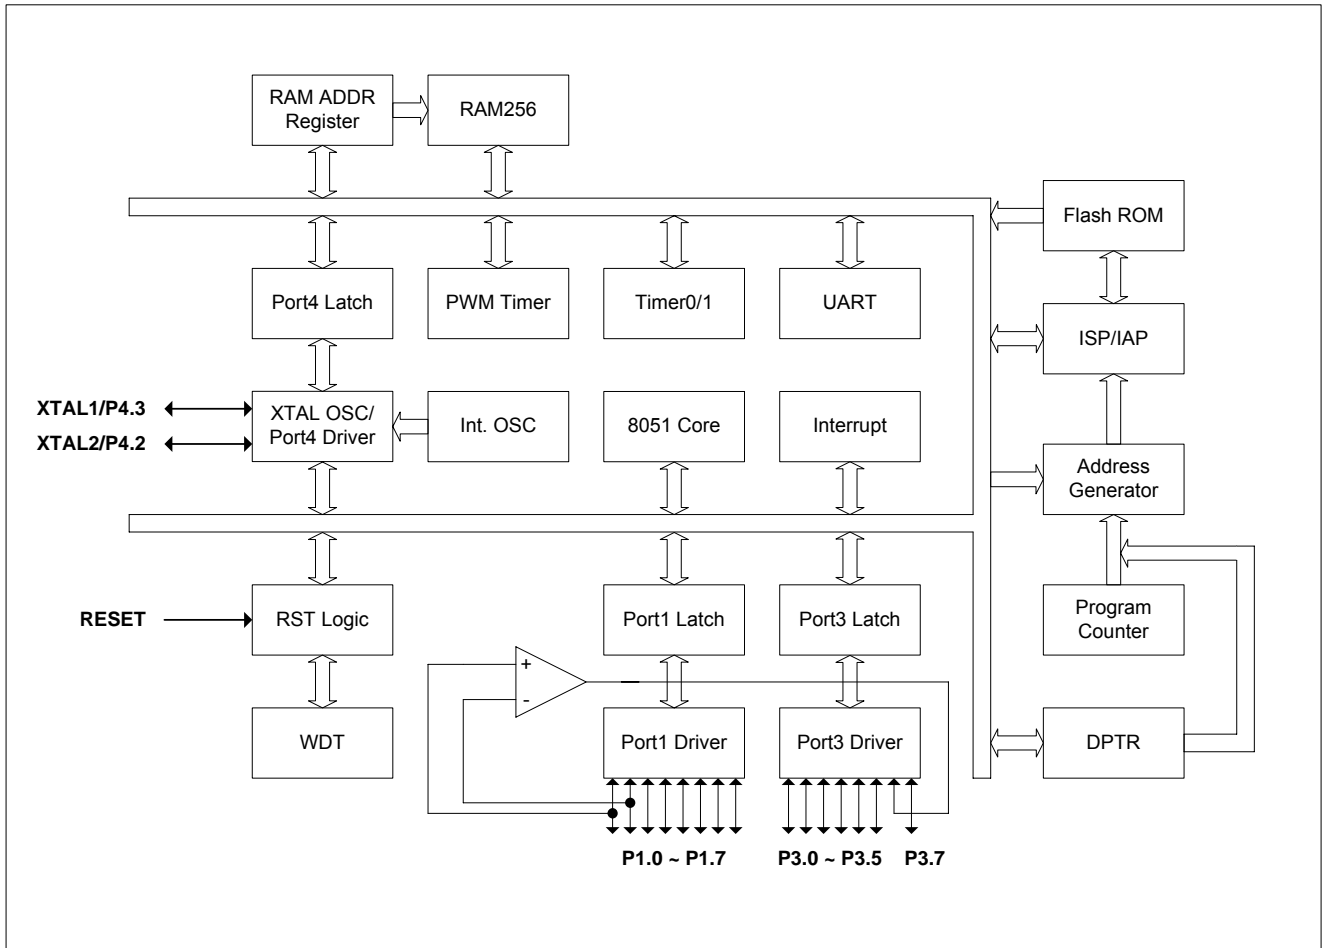 RAM ADDR
Register
RAM256
Flash ROM
Port4 Latch
PWM Timer
Timer0/1
UART
ISP/IAP
XTAL1/P4.3
XTAL2/P4.2
XTAL OSC/
Port4 Driver
Int. OSC
8051 Core
Interrupt
Address
Generator
RESET
RST Logic
Port1 Latch
Port3 Latch
Program
Counter
+
-
WDT
Port1 Driver
Port3 Driver
DPTR
P1.0 ~ P1.7
P3.0 ~ P3.5
P3.7